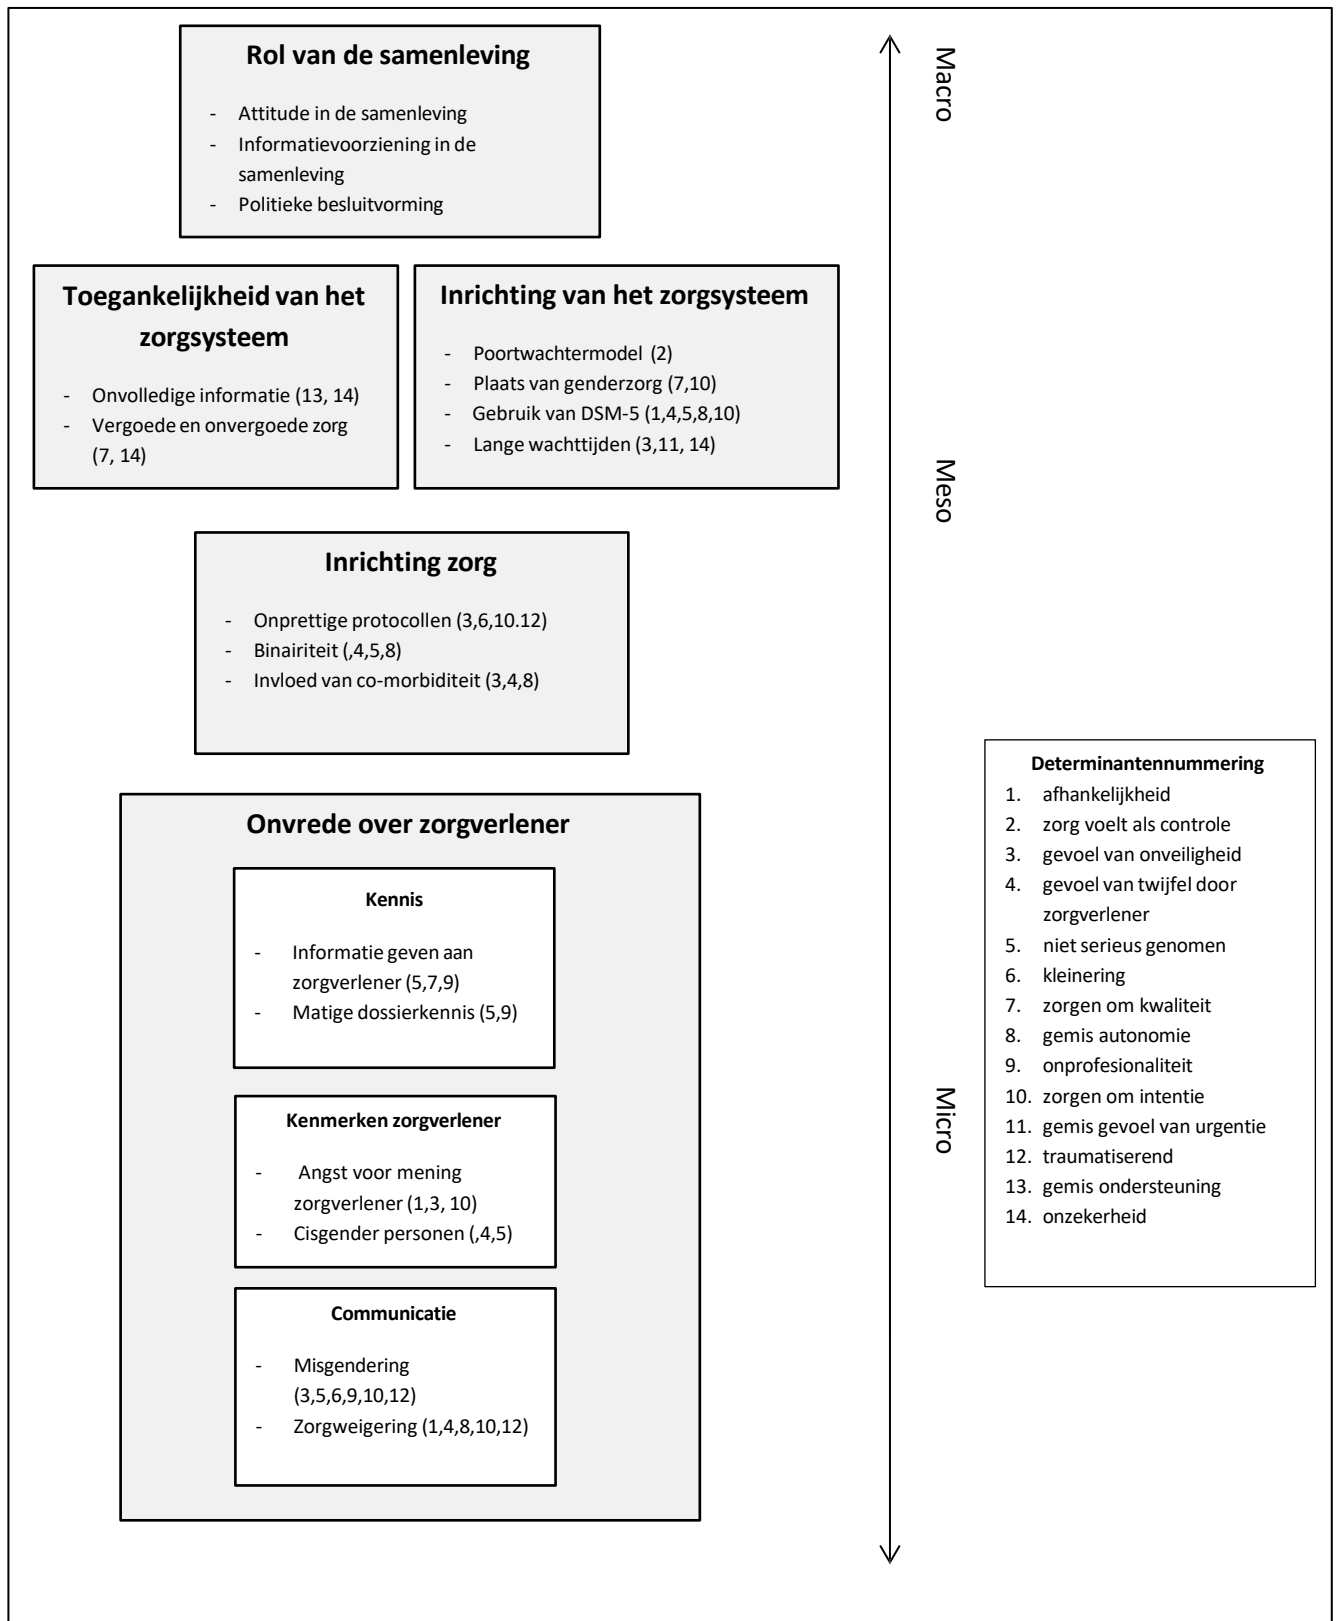 Rol van de samenleving
- Attitude in de samenleving
- Informatievoorziening in de
samenleving
- Politieke besluitvorming
Macro
Toegankelijkheid van het
zorgsysteem
- Onvolledige informatie (13, 14)
- Vergoede en onvergoede zorg
(7, 14)
Inrichting van het zorgsysteem
- Poortwachtermodel (2)
- Plaats van genderzorg (7,10)
- Gebruik van DSM-5 (1,4,5,8,10)
- Lange wachttijden (3,11, 14)
Meso
Inrichting zorg
- Onprettige protocollen (3,6,10.12)
- Binairiteit (,4,5,8)
- Invloed van co-morbiditeit (3,4,8)
Onvrede over zorgverlener
Kennis
- Informatie geven aan
zorgverlener (5,7,9)
- Matige dossierkennis (5,9)
Kenmerken zorgverlener
- Angst voor mening
zorgverlener (1,3, 10)
- Cisgender personen (,4,5)
Communicatie
- Misgendering
(3,5,6,9,10,12)
- Zorgweigering (1,4,8,10,12)
Micro
Determinantennummering
1. afhankelijkheid
2. zorg voelt als controle
3. gevoel van onveiligheid
4. gevoel van twijfel door
zorgverlener
5. niet serieus genomen
6. kleinering
7. zorgen om kwaliteit
8. gemis autonomie
9. onprofesionaliteit
10. zorgen om intentie
11. gemis gevoel van urgentie
12. traumatiserend
13. gemis ondersteuning
14. onzekerheid